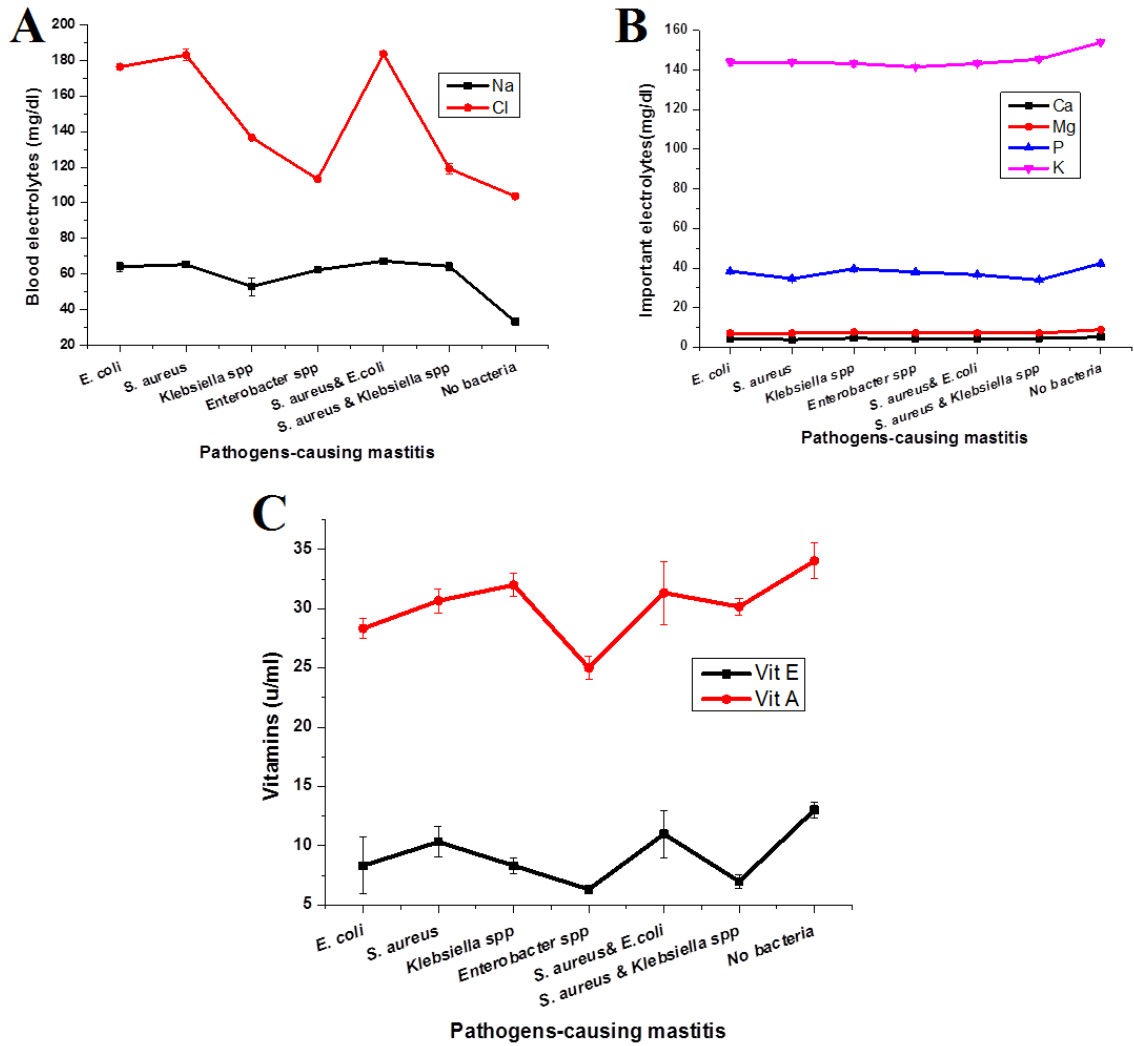 A
Blood electrolytes (mg/dl)
200
180
160
140
120
100
80
60
40
20
Na
Cl
E. coli
S. aureus
Klebsiella spp
Enterobacter spp
S. aureus& E.coli
S. aureus & Klebsiella spp
No bacteria
Pathogens-causing mastitis
B
Important electrolytes(mg/dl)
160
140
120
100
80
60
40
20
0
Ca
Mg
P
K
E. coli
S. aureus
Klebsiella spp
Enterobacter spp
S. aureus& E.coli
S. aureus & Klebsiella spp
No bacteria
Pathogens-causing mastitis
C
Vitamins (u/ml)
35
30
25
20
15
10
5
Vit E
Vit A
E. coli
S. aureus
Klebsiella spp
Enterobacter spp
S. aureus& E.coli
S. aureus & Klebsiella spp
No bacteria
Pathogens-causing mastitis